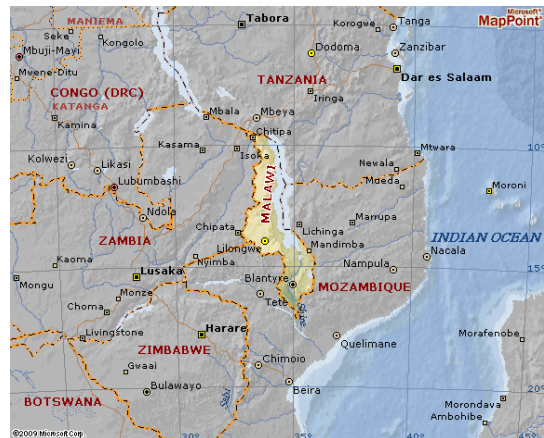 Microsoft®
MapPoint®
MANIEMA
Seke
Kongolo
Tabora
Korogwe
Tanga
Mbuji-Mayi
Dodoma
Zanzibar
Mwene-Ditu
TANZANIA
Dar es Salaam
CONGO (DRC)
Iringa
KATANGA
Kamina
Mbala
Mbeya
Chitipa
Kasama
Isoka
Mtwara
10°
Kolwezi
Likasi
Newala
Mueda
Lubumbashi
Moroni
MALAWI
Ndola
Chipata
Lichinga
Marrupa
ZAMBIA
Lilongwe
Mandimba
INDIAN OCEAN
Kaoma
Nyimba
Nampula
Nacala
Lusaka
Blantyre
15°
Mongu
Monze
Tete
MOZAMBIQUE
Choma
Shire
Livingstone
Harare
Quelimane
Morafenobe
ZIMBABWE
Gwaai
Chimoio
Bulawayo
Sabi
Beira
BOTSWANA
Morondava
Ambohibe
©2009 Microsoft Corp.
25°
30°
35°
40°
45°